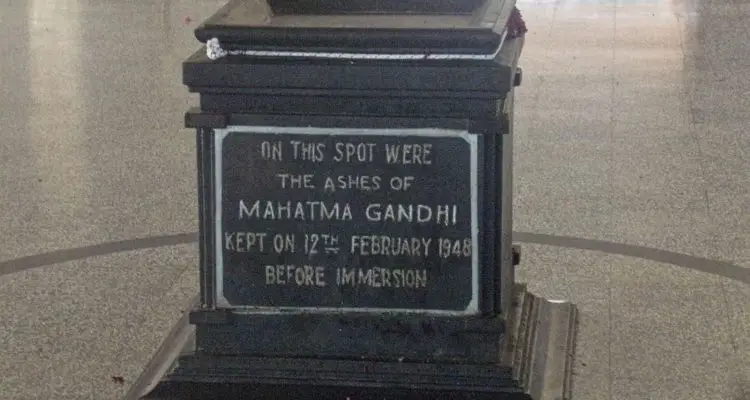 ON THIS SPOT WERE
THE ASHES OF
MAHATMA GANDHI
KEPT ON 12TH FEBRUARY 1948
BEFORE IMMERSION